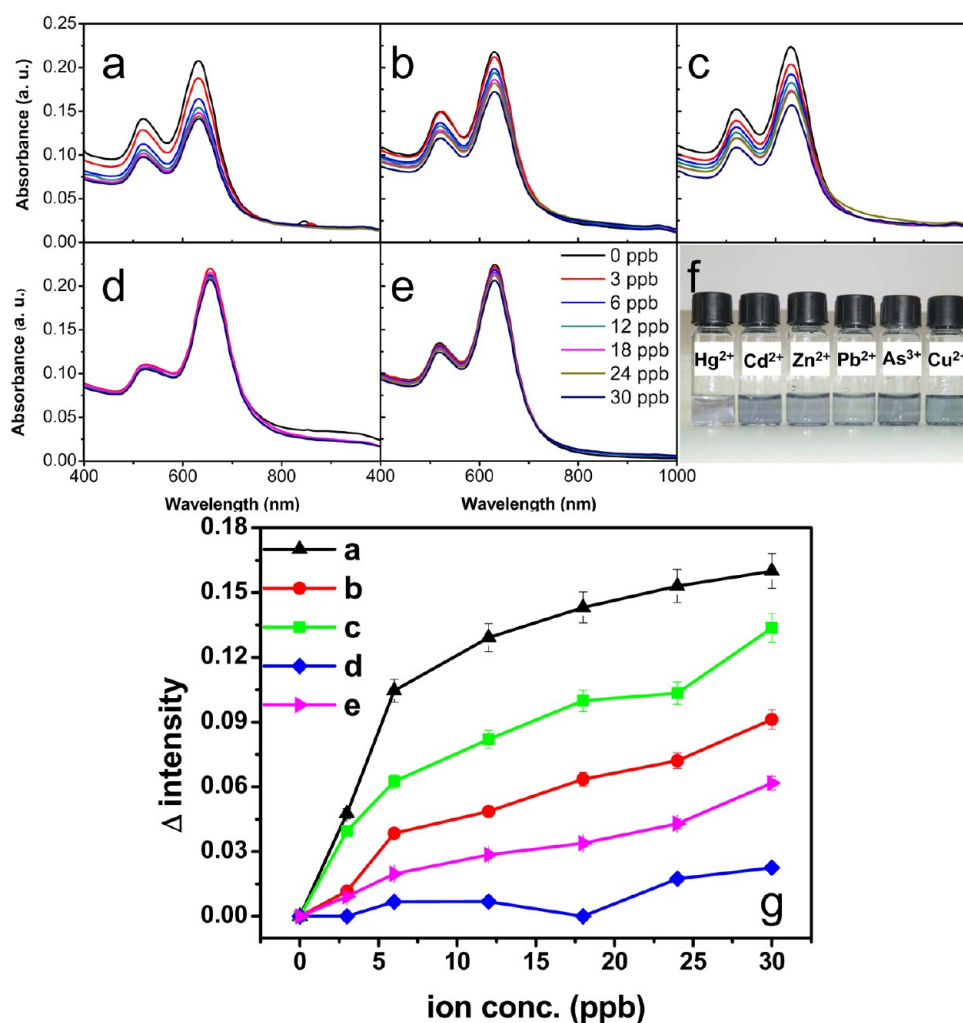 0.25
0.20
0.15
0.10
0.05
0.00
Absorbance (a. u.)
a
b
c
0.20
0.15
0.10
0.05
0.00
Absorbance (a. u.)
d
e
0 ppb
3 ppb
6 ppb
12 ppb
18 ppb
24 ppb
30 ppb
f
Hg2+
Cd2+
Zn2+
Pb2+
As3+
Cu2+
400 600 800 400 600 800 1000
Wavelength (nm) Wavelength (nm)
0.18
0.15
0.12
0.09
0.06
0.03
0.00
Δ intensity
a
b
c
d
e
g
0 5 10 15 20 25 30
ion conc. (ppb)